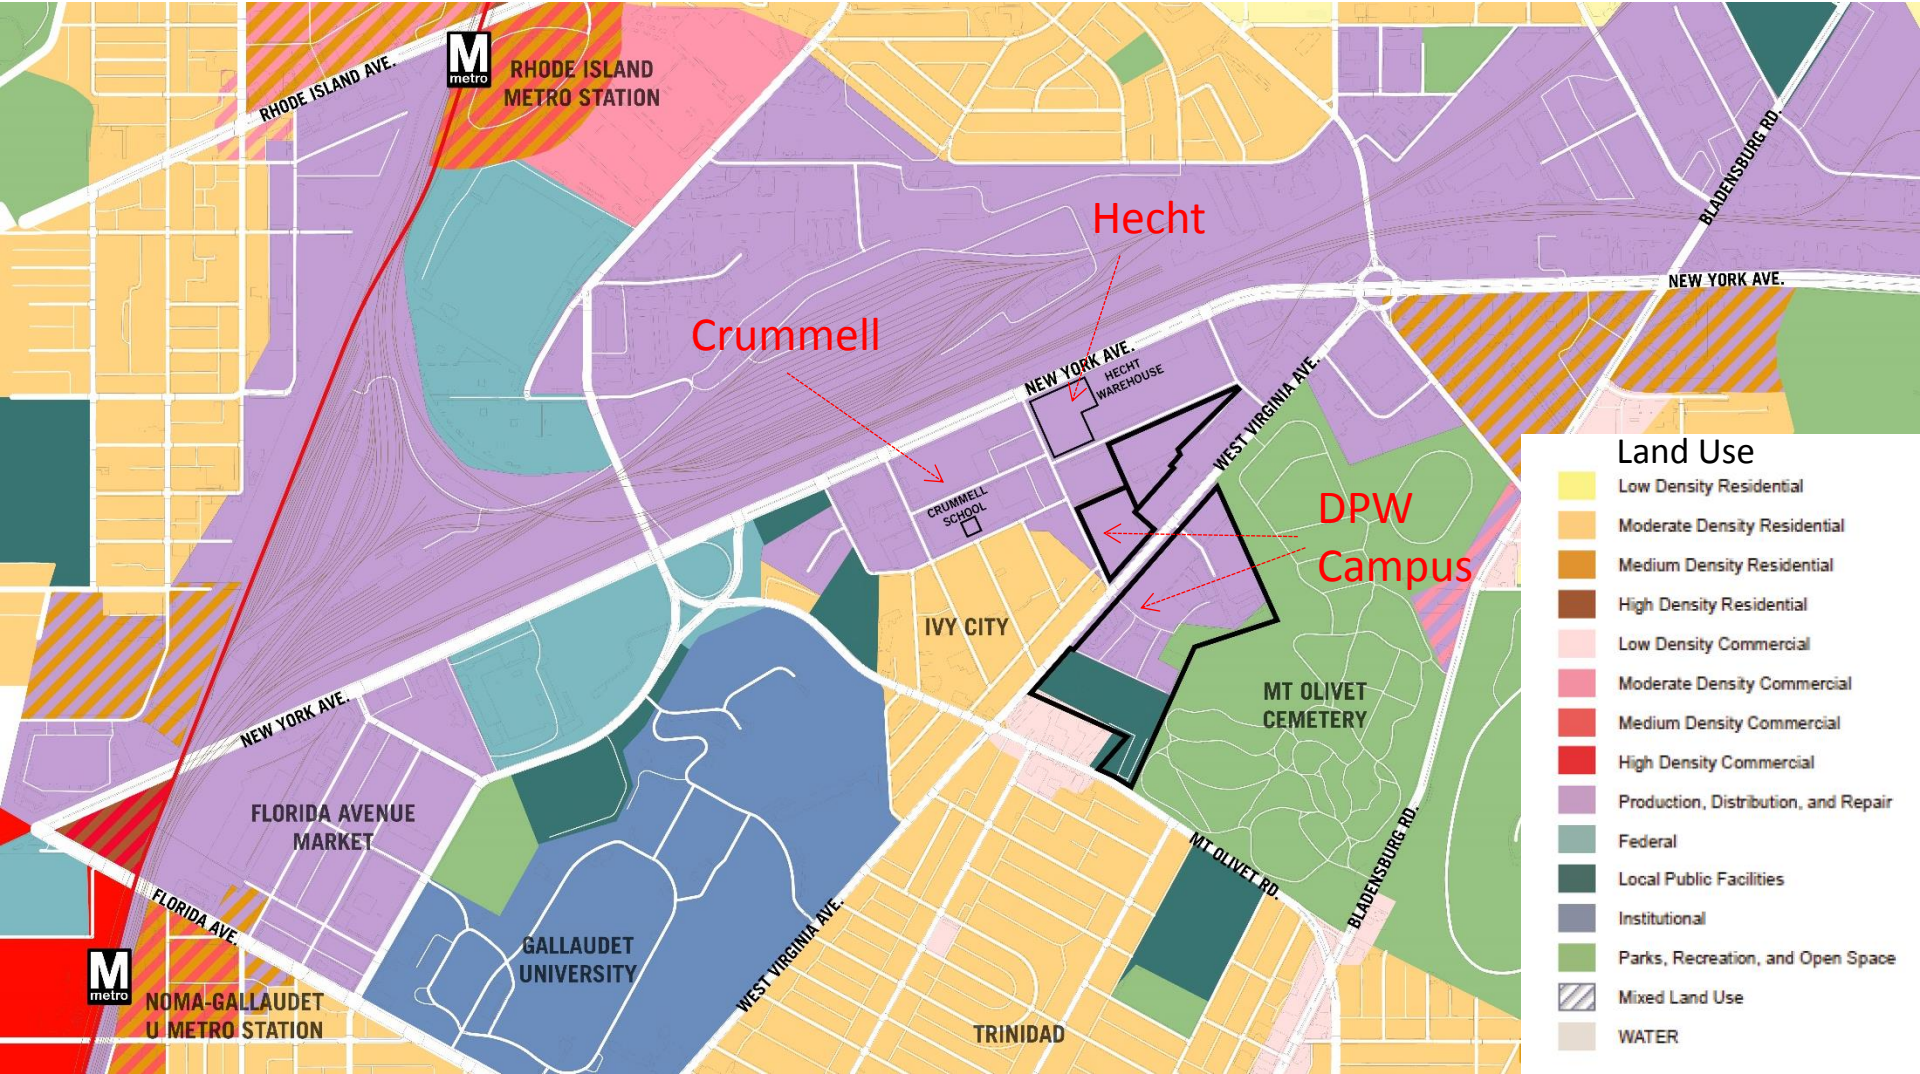 M
metro
RHODE ISLAND
METRO STATION
RHODE ISLAND AVE.
BLADENSBURG RD.
Hecht
NEW YORK AVE.
Crummell
NEW YORK AVE.
HECHT
WAREHOUSE
WEST VIRGINIA AVE.
CRUMMELL
SCHOOL
DPW
Campus
IVY CITY
MT OLIVET
CEMETERY
NEW YORK AVE.
FLORIDA AVENUE
MARKET
MT OLIVET RD.
BLADENSBURG RD.
FLORIDA AVE.
GALLAUDET
UNIVERSITY
WEST VIRGINIA AVE.
M
metro
NOMA-GALLAUDET
U METRO STATION
TRINIDAD
Land Use
Low Density Residential
Moderate Density Residential
Medium Density Residential
High Density Residential
Low Density Commercial
Moderate Density Commercial
Medium Density Commercial
High Density Commercial
Production, Distribution, and Repair
Federal
Local Public Facilities
Institutional
Parks, Recreation, and Open Space
Mixed Land Use
WATER